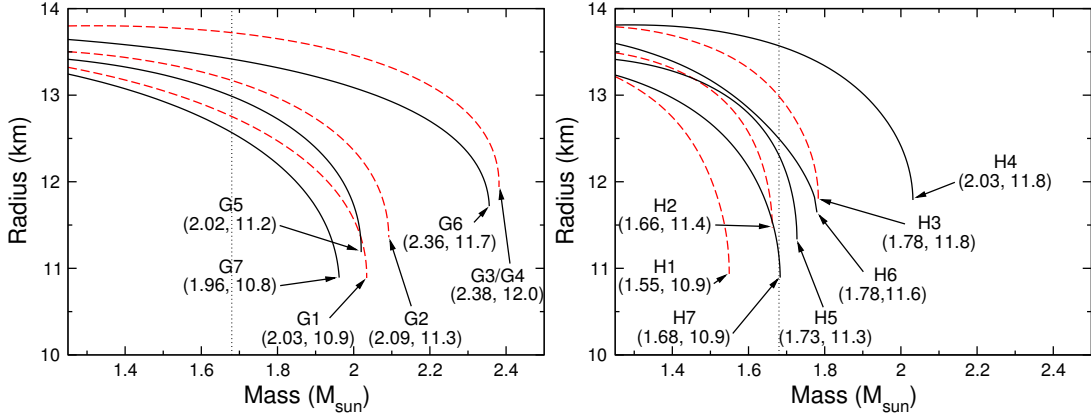 14
13
12
11
10
Radius (km)
1.4
1.6
1.8
2
2.2
2.4
Mass (Msun)
G5
(2.02, 11.2)
G7
(1.96, 10.8)
G1
(2.03, 10.9)
G2
(2.09, 11.3)
G6
(2.36, 11.7)
G3/G4
(2.38, 12.0)
14
13
12
11
10
Radius (km)
1.4
1.6
1.8
2
2.2
2.4
Mass (Msun)
H4
(2.03, 11.8)
H2
(1.66, 11.4)
H3
(1.78, 11.8)
H1
(1.55, 10.9)
H6
(1.78,11.6)
H7
(1.68, 10.9)
H5
(1.73, 11.3)